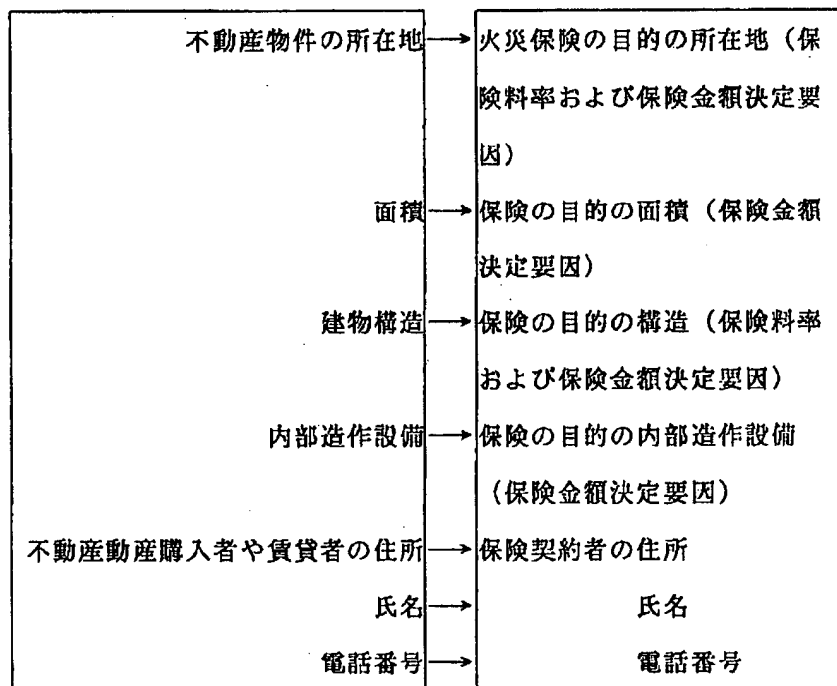 不動産物件の所在地→火災保険の目的の所在地（保
険料率および保険金額決定要
因）
面積→保険の目的の面積（保険金額
決定要因）
建物構造→保険の目的の構造（保険料率
および保険金額決定要因）
内部造作設備→保険の目的の内部造作設備
（保険金額決定要因）
不動産動産購入者や賃貸者の住所→保険契約者の住所
氏名→氏名
電話番号→電話番号